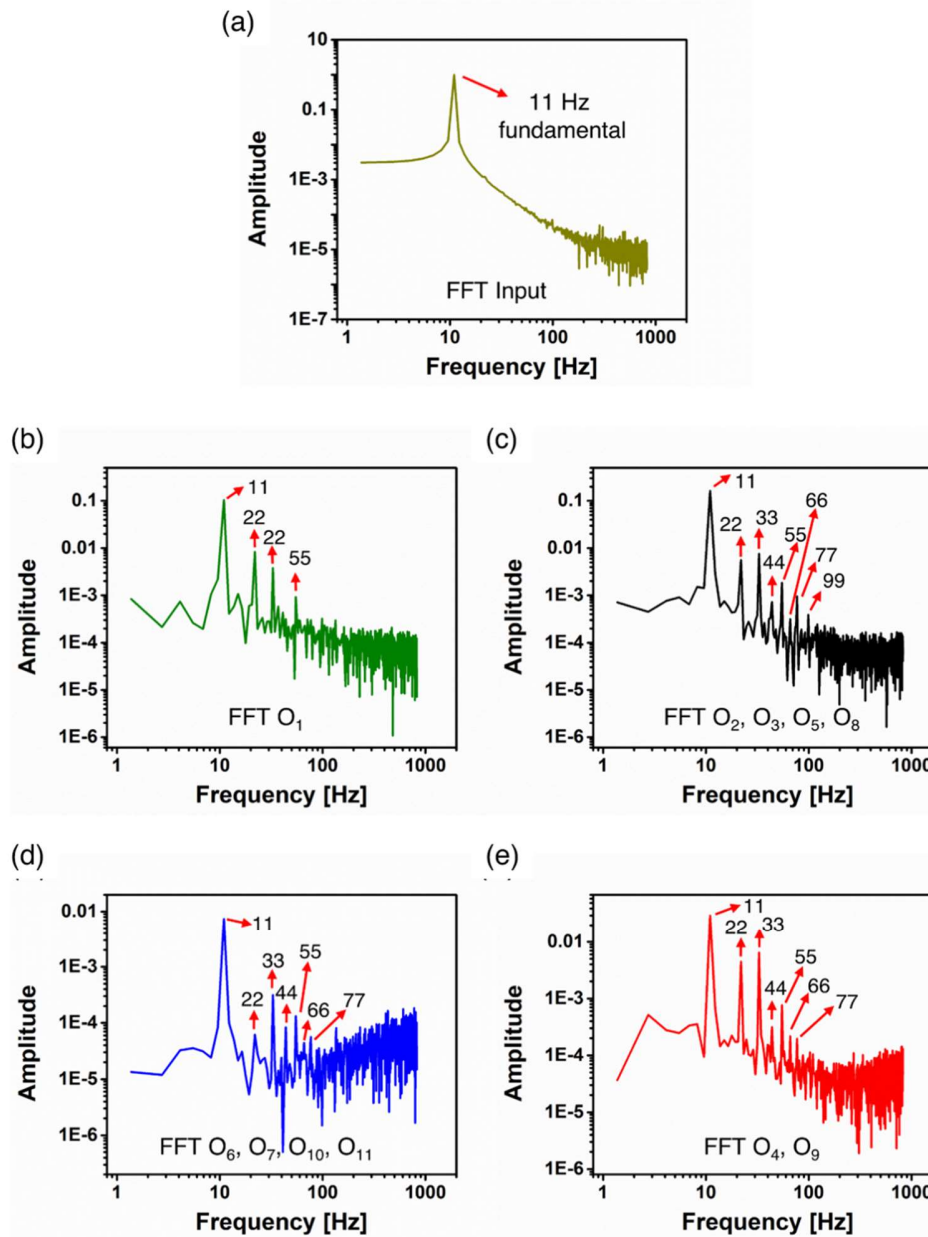 (a)
10
0.1
1E-3
1E-5
1E-7
Amplitude
11 Hz
fundamental
FFT Input
1
10
100
1000
Frequency [Hz]
(b)
0.1
0.01
1E-3
1E-4
1E-5
1E-6
Amplitude
11
22
22
55
FFT O₁
1
10
100
1000
Frequency [Hz]
(c)
0.1
0.01
1E-3
1E-4
1E-5
1E-6
Amplitude
11
22
33
44
55
66
77
99
FFT O₂, O₃, O₅, O₈
1
10
100
1000
Frequency [Hz]
(d)
0.01
1E-3
1E-4
1E-5
1E-6
Amplitude
11
22
33
44
55
66
77
FFT O₆, O₇, O₁₀, O₁₁
1
10
100
1000
Frequency [Hz]
(e)
0.01
1E-3
1E-4
1E-5
1E-6
Amplitude
11
22
33
44
55
66
77
FFT O₄, O₉
1
10
100
1000
Frequency [Hz]